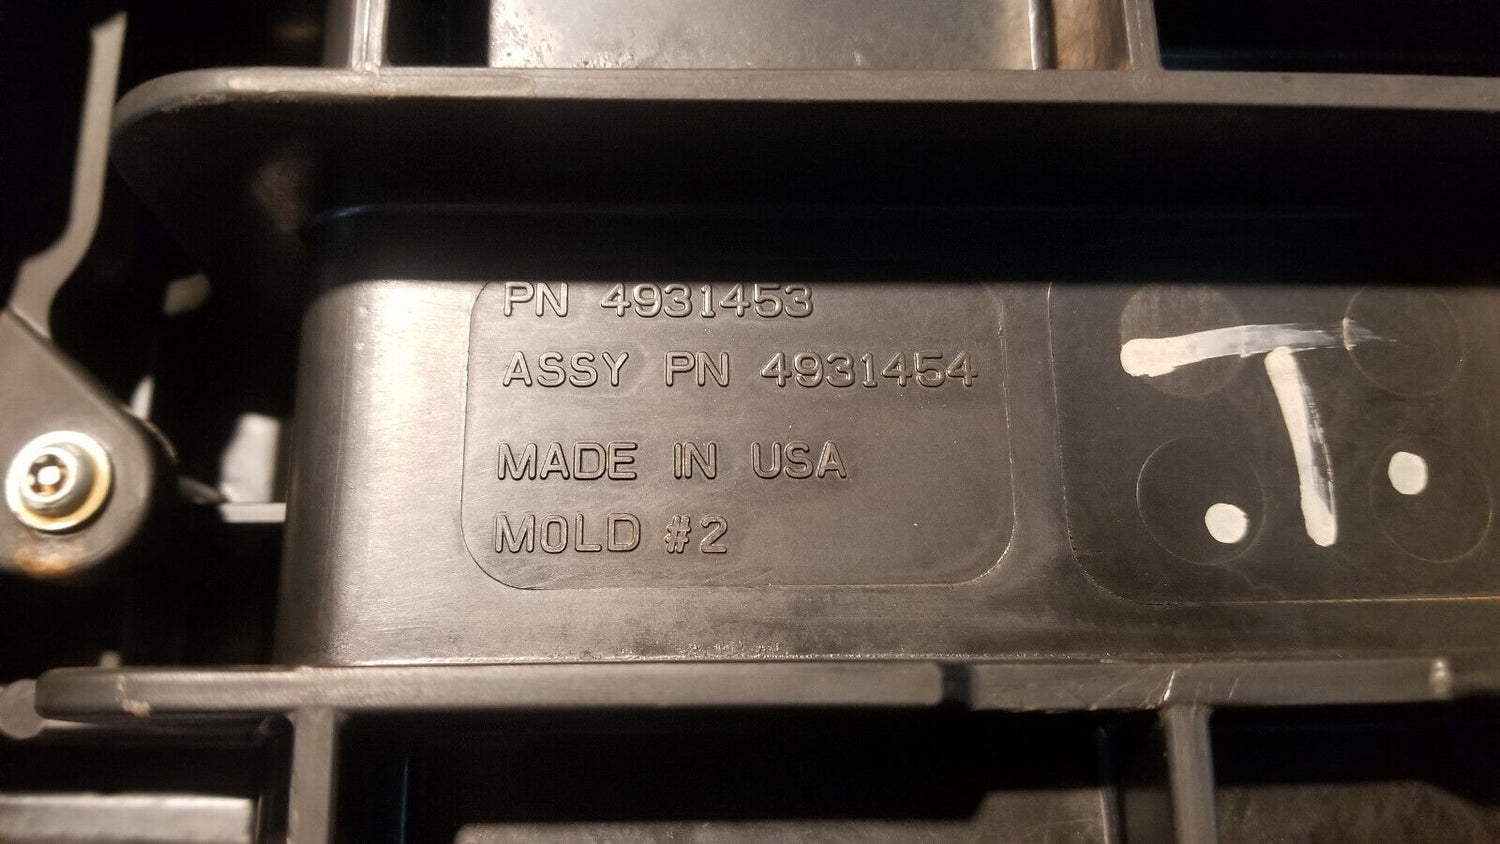 PN 4931453
ASSY PN 4931454
MADE IN USA
MOLD #2
T